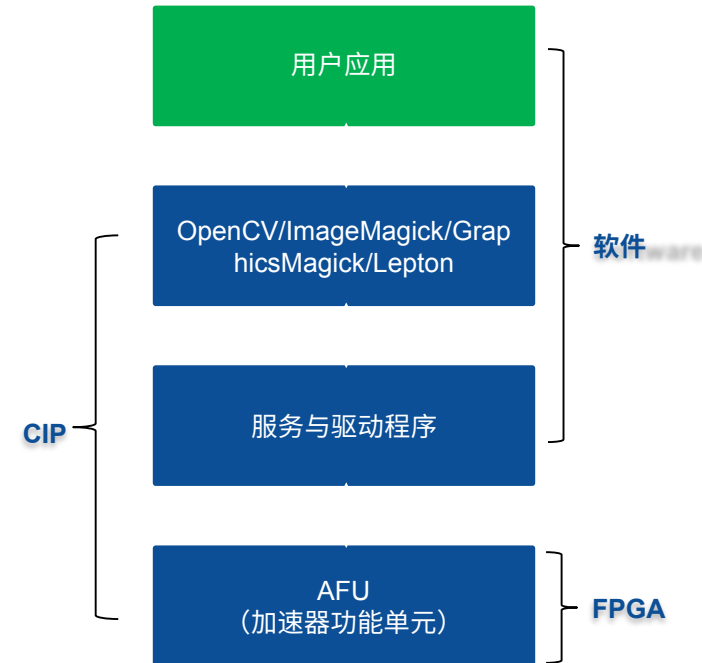 用户应用
OpenCV/ImageMagick/Grap
hicsMagick/Lepton
软件
服务与驱动程序
CIP
AFU
（加速器功能单元）
FPGA